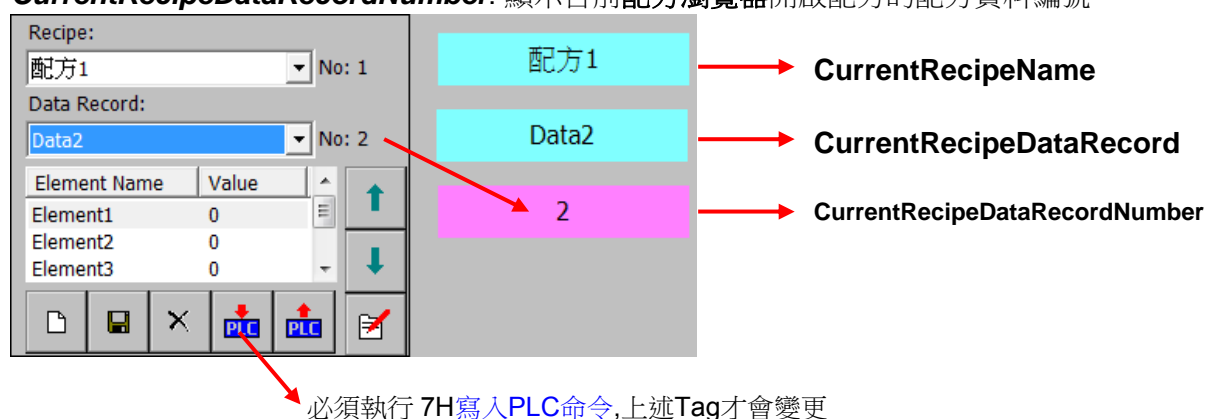 CurrentRecipeDataRecordNumber: 顯示目前配方瀏覽器開啟配方的配方資料編號
Recipe:
配方1 No: 1
Data Record:
Data2 No: 2
Element Name Value
Element1 0
Element2 0
Element3 0
PLC PLC
配方1 CurrentRecipeName
Data2 CurrentRecipeDataRecord
2 CurrentRecipeDataRecordNumber
必須執行 7H寫入PLC命令,上述Tag才會變更